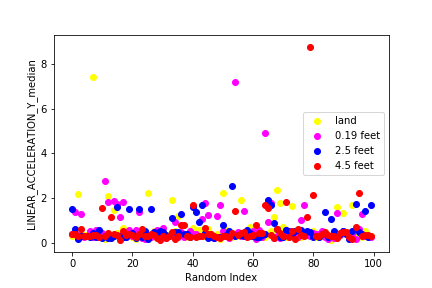 8
6
4
2
0
LINEAR_ACCELERATION_Y_median
land
0.19 feet
2.5 feet
4.5 feet
0 20 40 60 80 100
Random Index